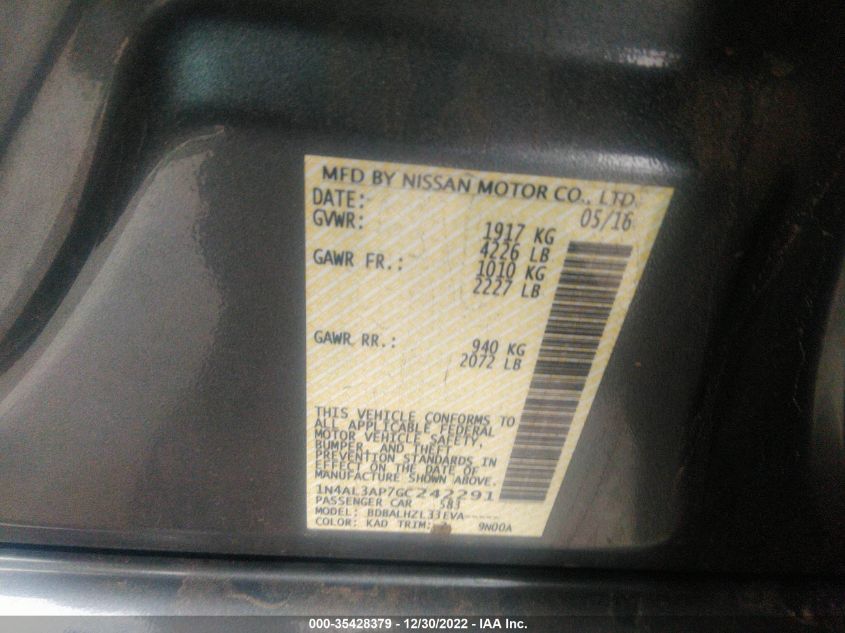 MFD BY NISSAN MOTOR CO., LTD.
DATE: 05/16
GVWR: 1917 KG
4226 LB
GAWR FR.: 1010 KG
2227 LB
GAWR RR.: 940 KG
2072 LB
THIS VEHICLE CONFORMS TO
ALL APPLICABLE FEDERAL
MOTOR VEHICLE SAFETY,
BUMPER, AND THEFT
PREVENTION STANDARDS IN
EFFECT ON THE DATE OF
MANUFACTURE SHOWN ABOVE.
1N4AL3AP7GC242291
PASSENGER CAR 583
MODEL: BDBALHZL33EVA-----
COLOR: KAD TRIM: 9N00A
000-35428379 - 12/30/2022 - IAA Inc.